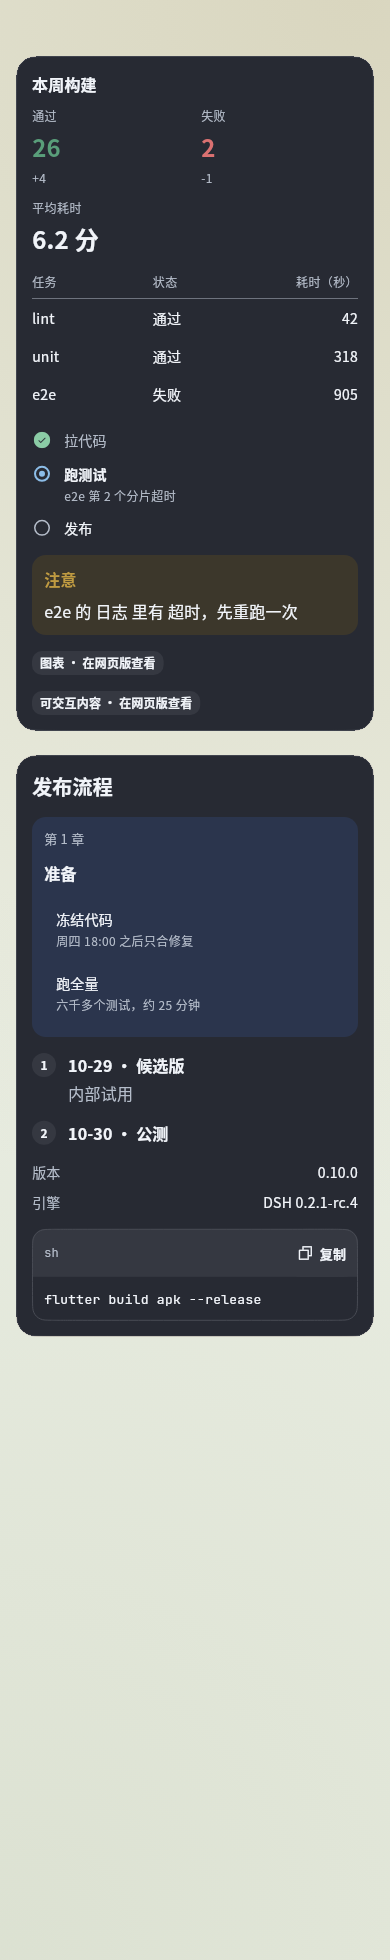 本周构建
通过 失败
26 2
+4 -1
平均耗时
6.2 分
任务 状态 耗时（秒）
lint 通过 42
unit 通过 318
e2e 失败 905
拉代码
跑测试
e2e 第 2 个分片超时
发布
注意
e2e 的 日志 里有 超时，先重跑一次
图表 · 在网页版查看
可交互内容 · 在网页版查看
发布流程
第 1 章
准备
冻结代码
周四 18:00 之后只合修复
跑全量
六千多个测试，约 25 分钟
1 10-29 · 候选版
内部试用
2 10-30 · 公测
版本 0.10.0
引擎 DSH 0.2.1-rc.4
sh 复制
flutter build apk --release